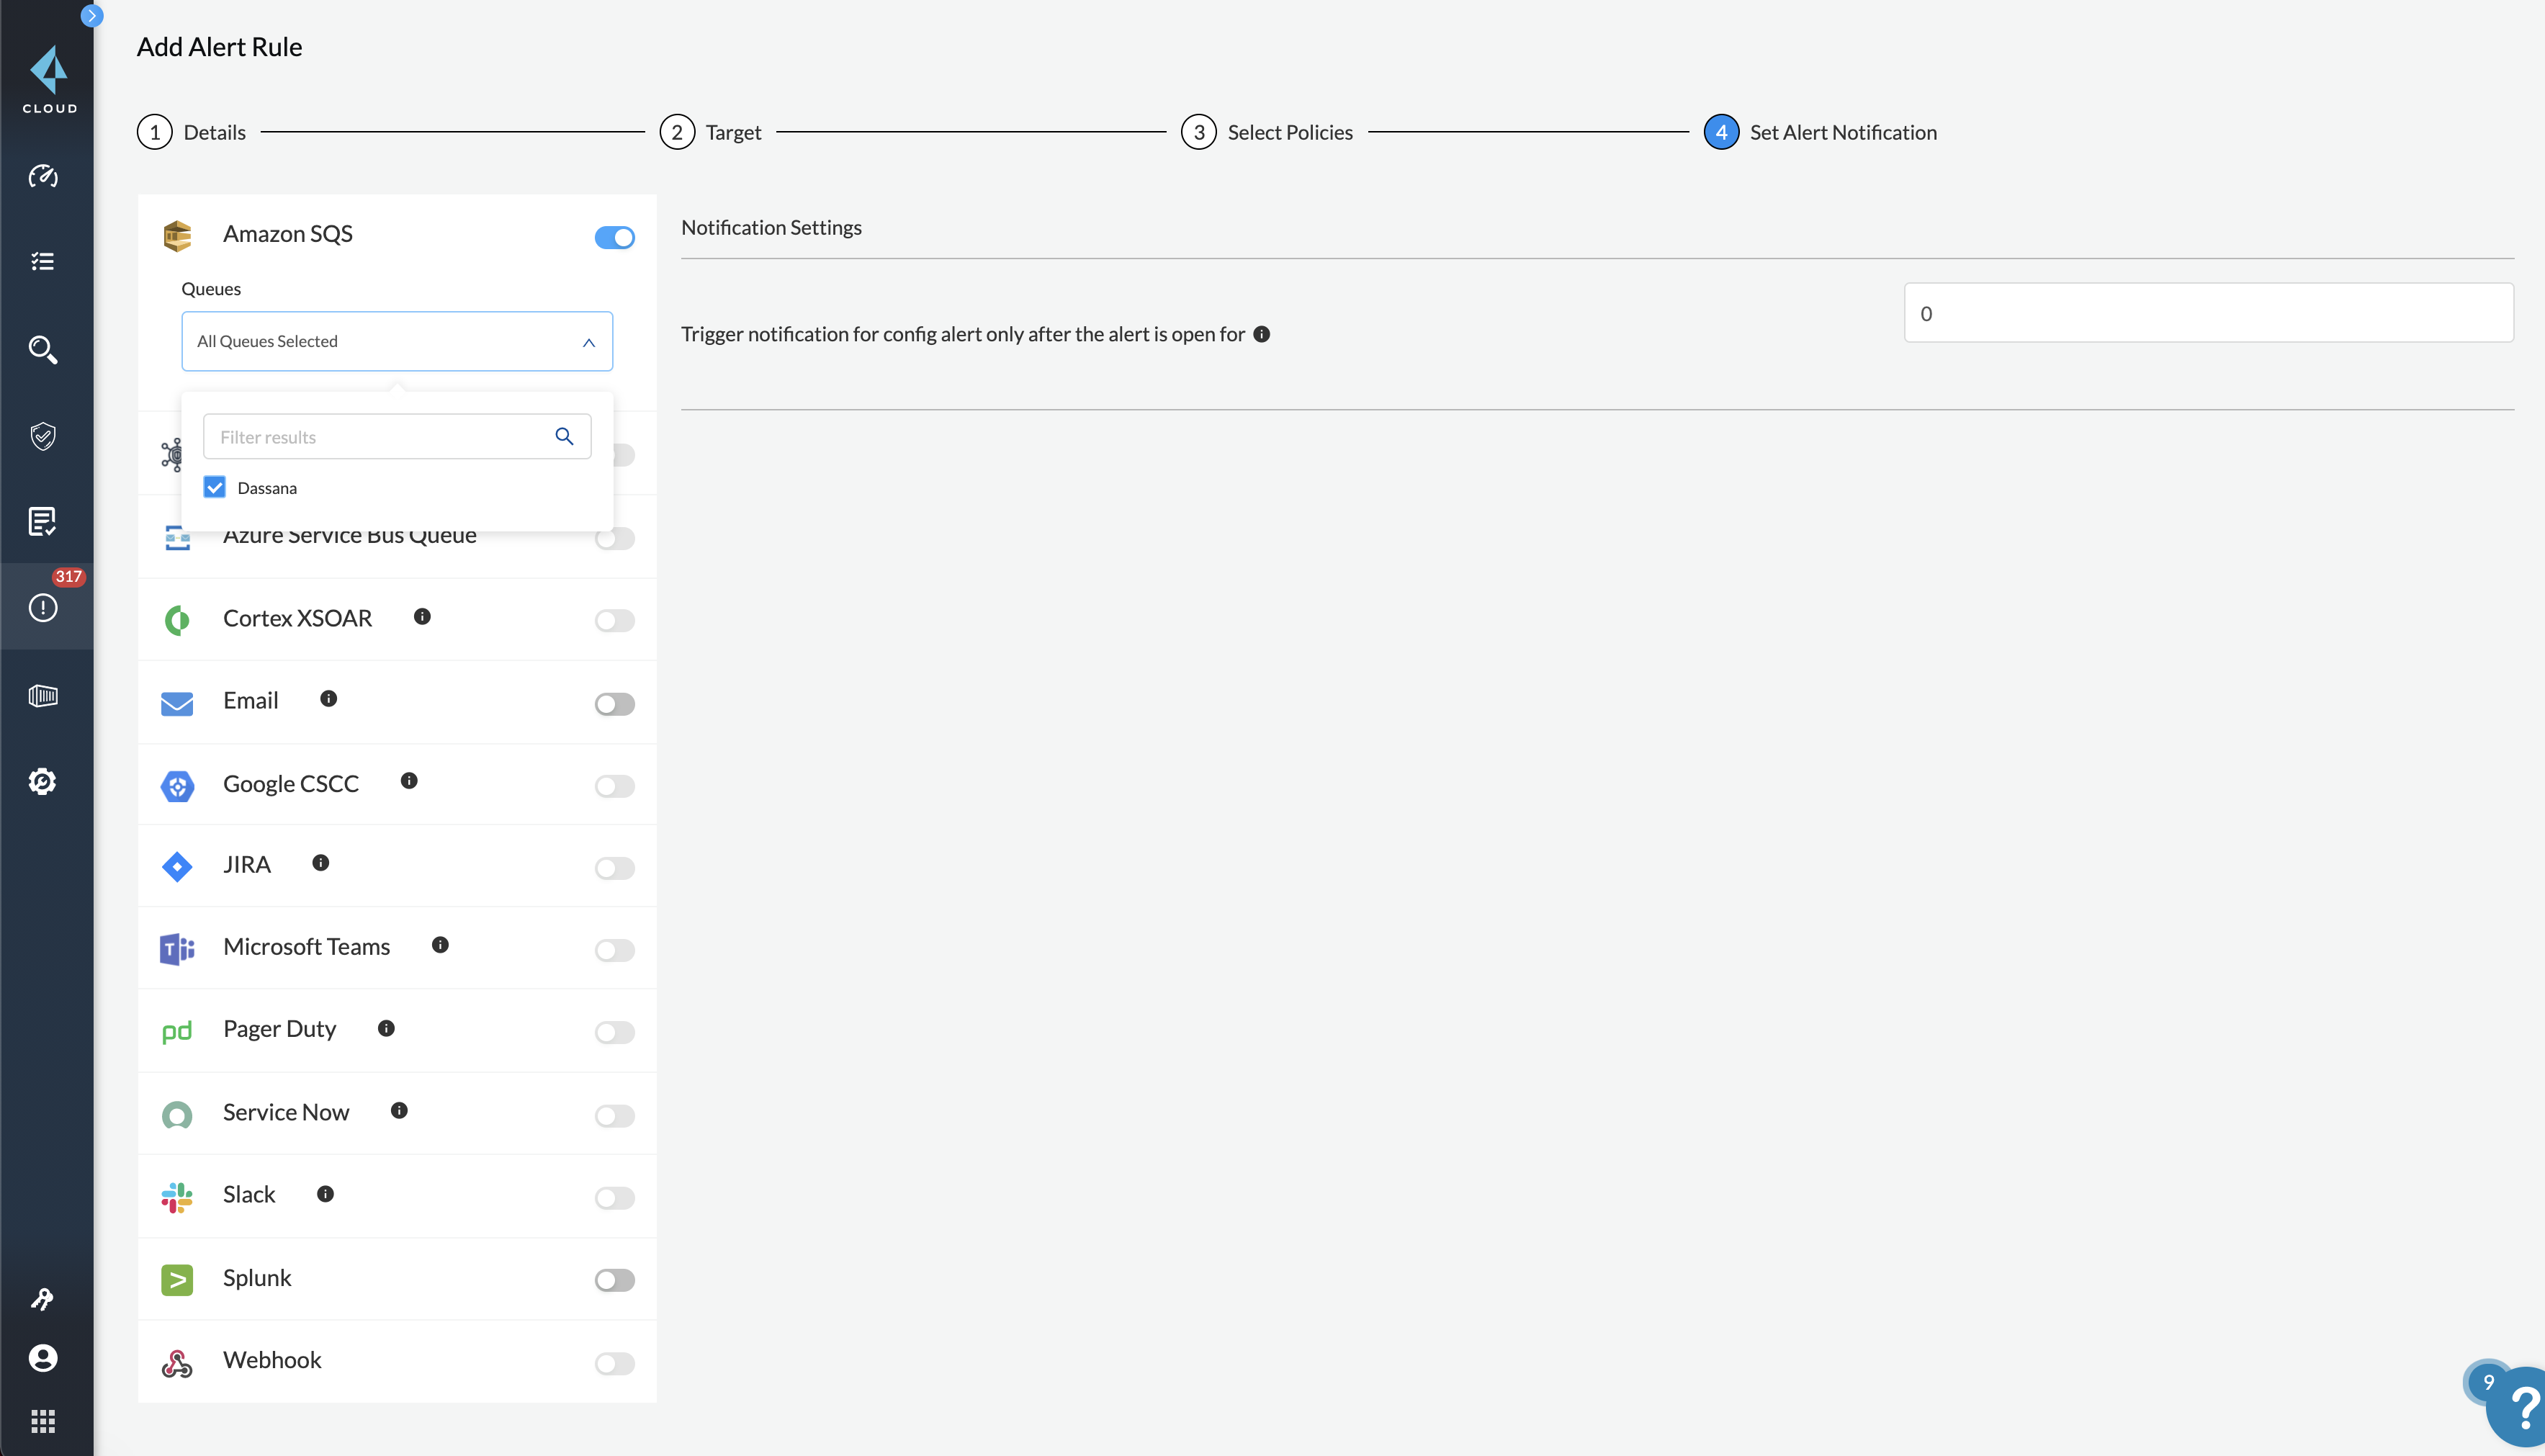 CLOUD
317
Add Alert Rule
1 Details
2 Target
3 Select Policies
4 Set Alert Notification
Amazon SQS
Queues
All Queues Selected
Filter results
Dassana
Azure Service Bus Queue
Cortex XSOAR
Email
Google CSCC
JIRA
Microsoft Teams
pd Pager Duty
Service Now
Slack
Splunk
Webhook
Notification Settings
Trigger notification for config alert only after the alert is open for
0
9
?